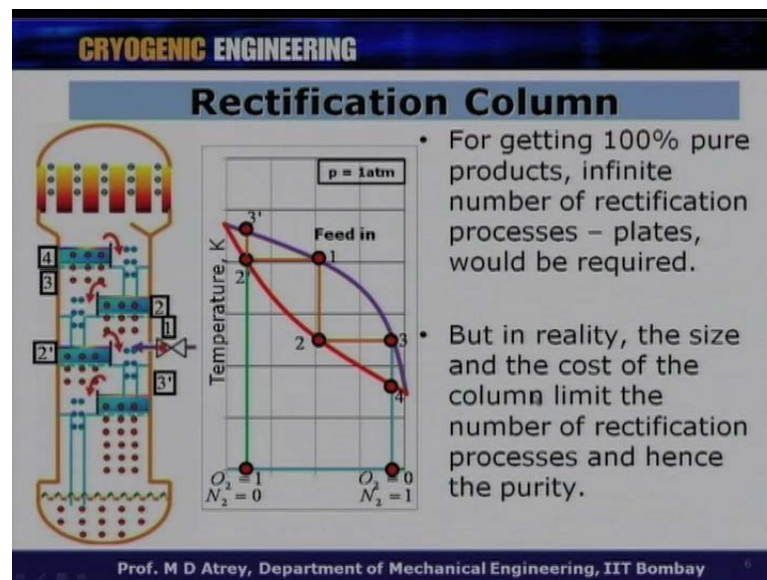 CRYOGENIC ENGINEERING
Rectification Column
4
3
2
1
2'
3'
p = 1atm
Feed in
Temperature, K
3'
1
2'
2
3
4
O₂ = 1
N₂ = 0
O₂ = 0
N₂ = 1
• For getting 100% pure
products, infinite
number of rectification
processes – plates,
would be required.
• But in reality, the size
and the cost of the
column limit the
number of rectification
processes and hence
the purity.
Prof. M D Atrey, Department of Mechanical Engineering, IIT Bombay
6